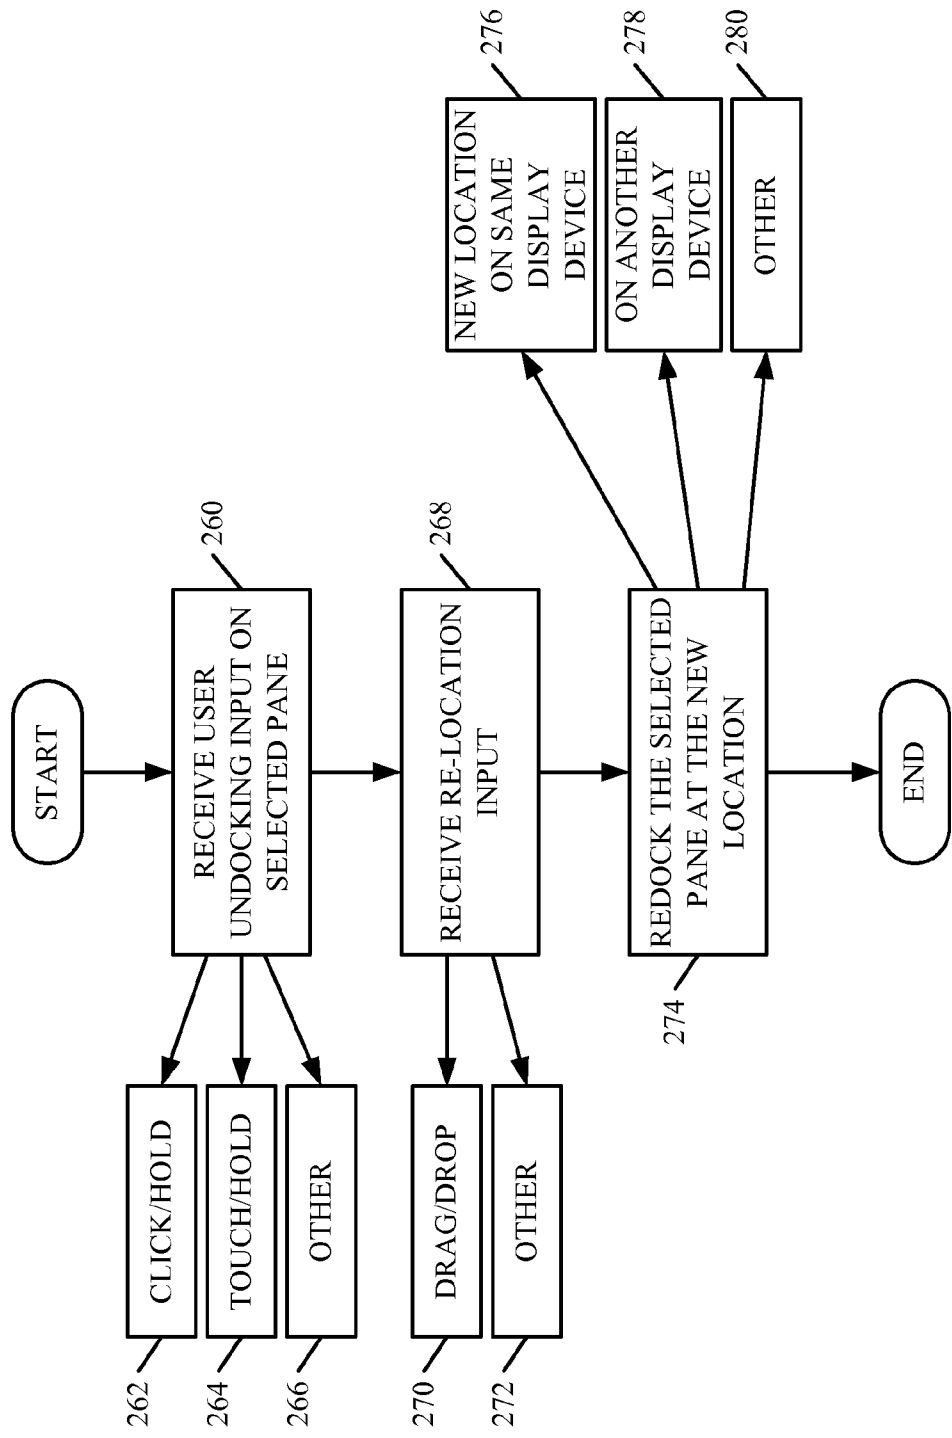 START
RECEIVE USER
UNDOCKING INPUT ON
SELECTED PANE
260
CLICK/HOLD
262
TOUCH/HOLD
264
OTHER
266
RECEIVE RE-LOCATION
INPUT
268
DRAG/DROP
270
OTHER
272
REDOCK THE SELECTED
PANE AT THE NEW
LOCATION
274
NEW LOCATION
ON SAME
DISPLAY
DEVICE
276
ON ANOTHER
DISPLAY
DEVICE
278
OTHER
280
END